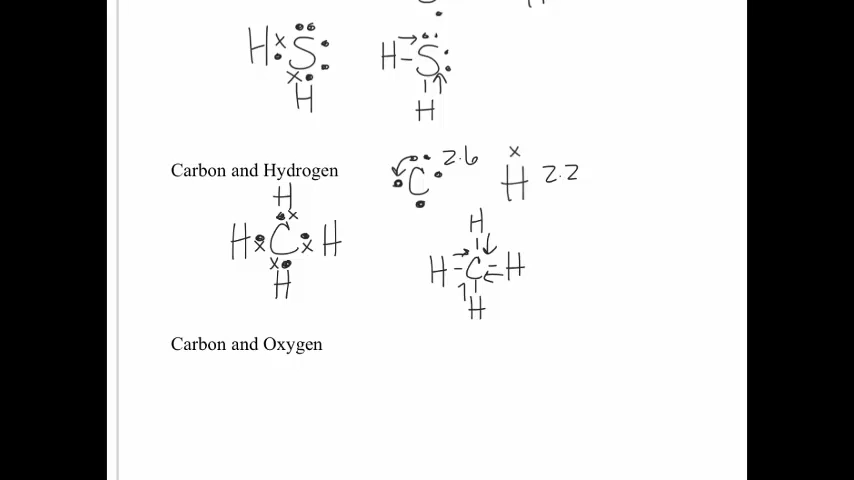 H S H - S
H H
Carbon and Hydrogen C 2.6 H 2.2
H
H C H
H
H
H - C - H
H
Carbon and Oxygen